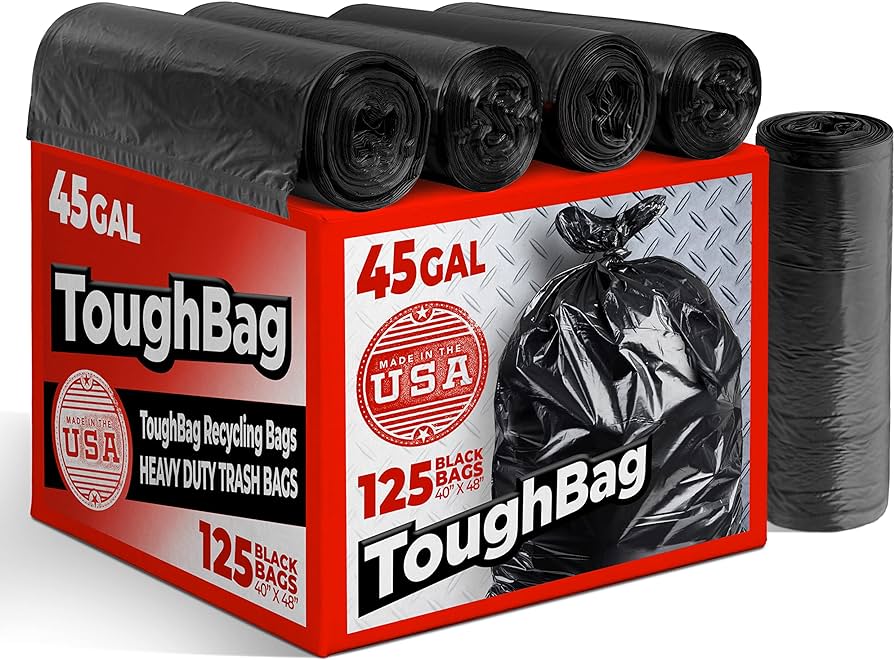 45GAL
ToughBag
MADE IN THE
USA
ToughBag Recycling Bags
HEAVY DUTY TRASH BAGS
125 BLACK
BAGS
40” X 48”
45GAL
MADE IN THE
USA
125 BLACK
BAGS
40” X 48”
ToughBag